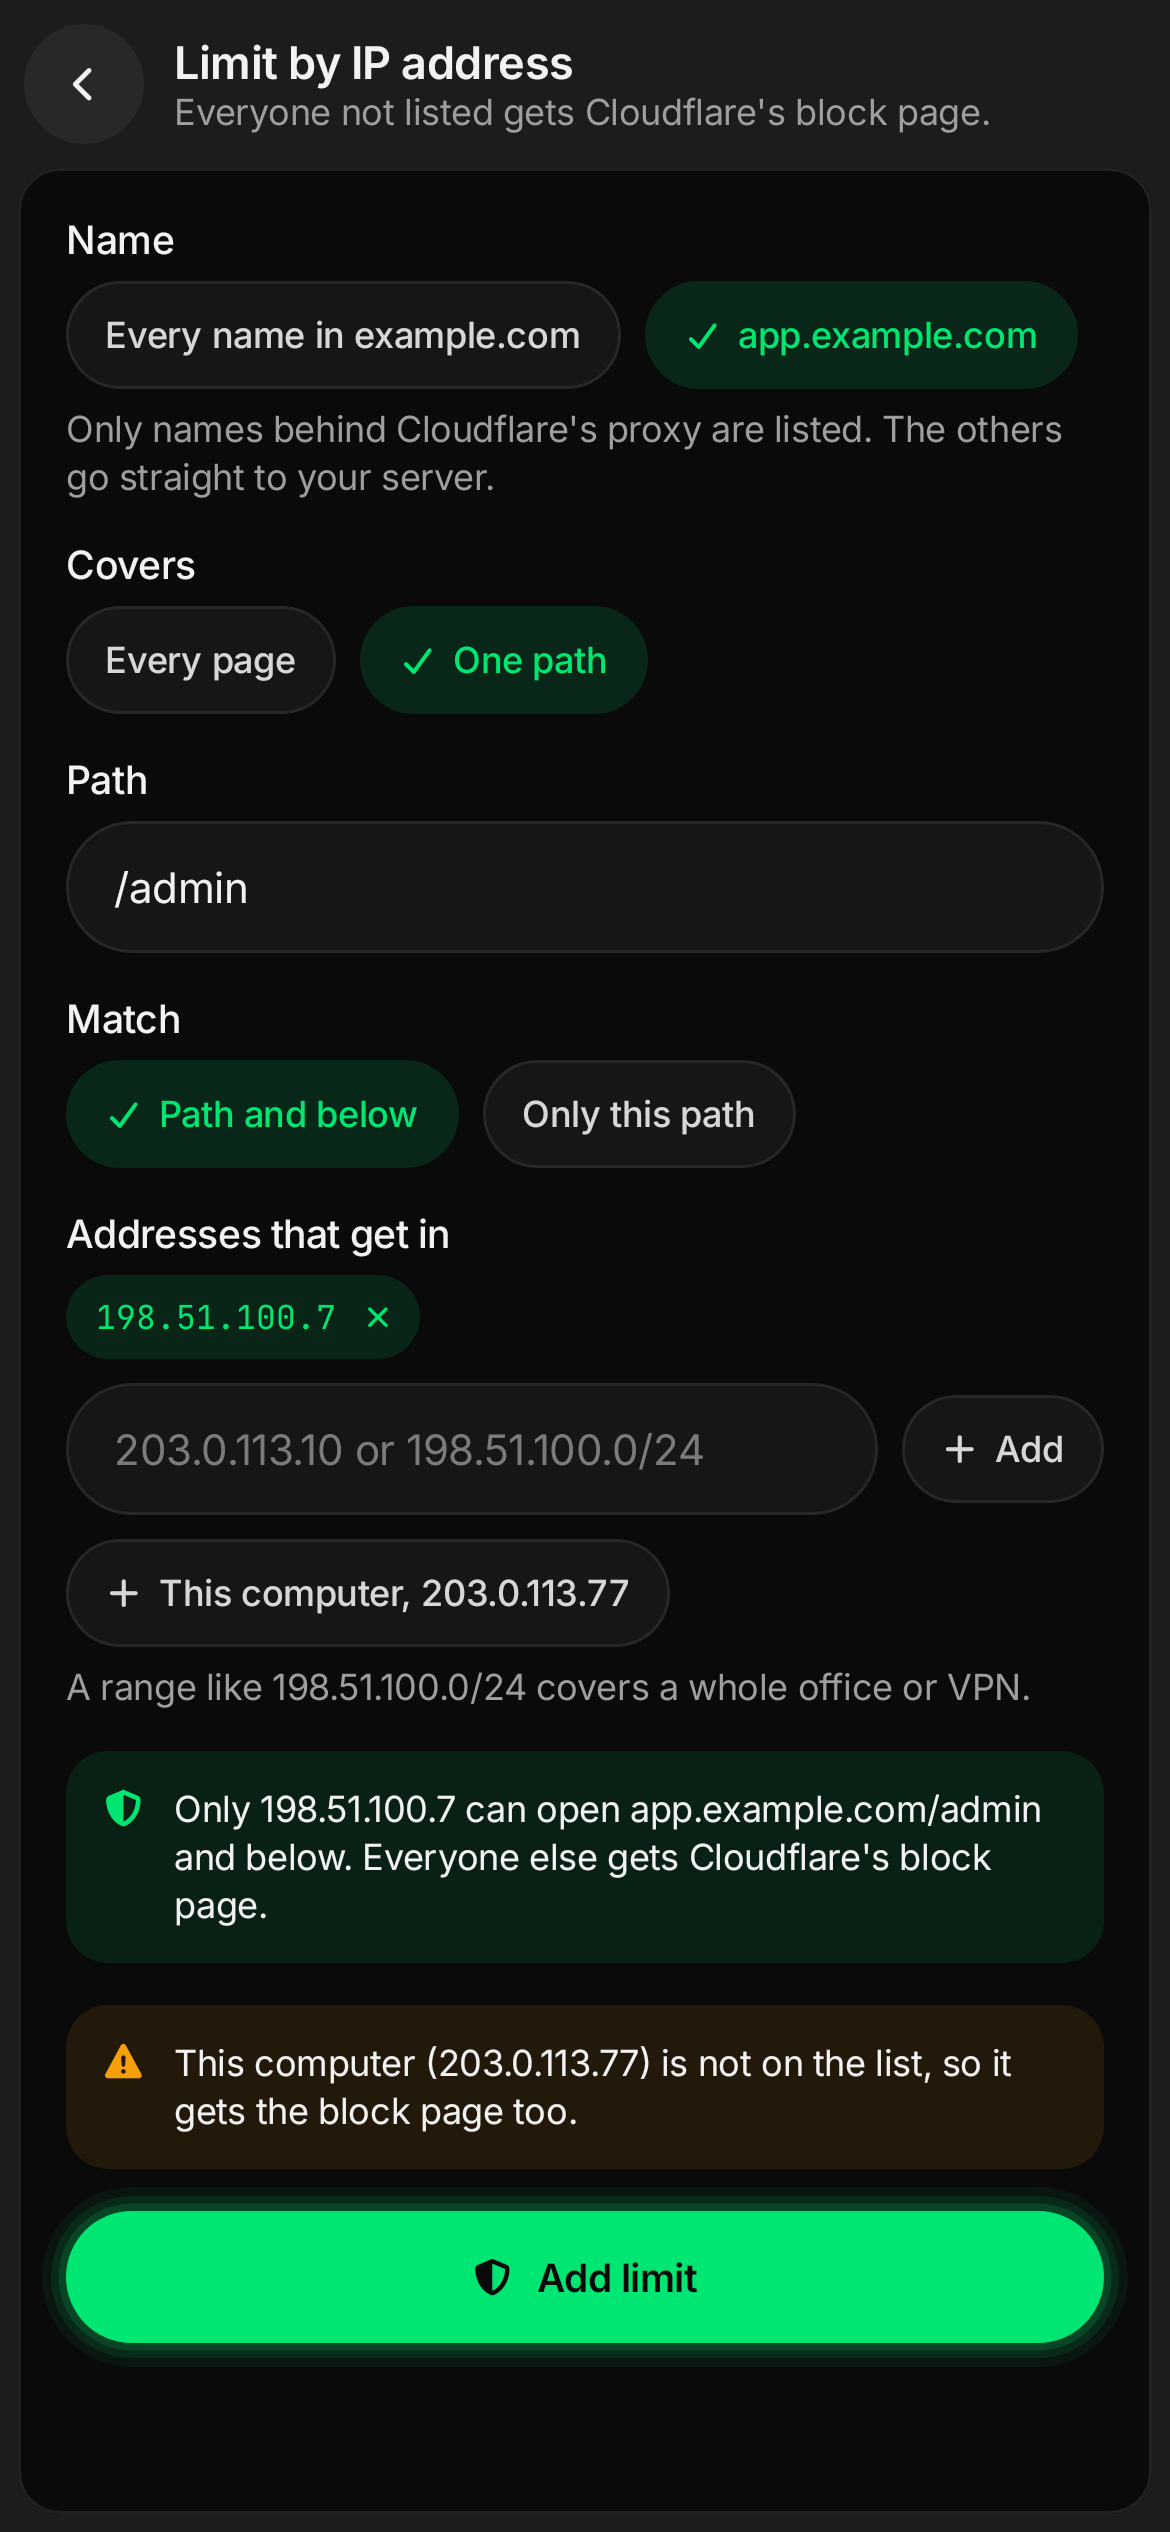 Limit by IP address
Everyone not listed gets Cloudflare's block page.
Name
Every name in example.com
app.example.com
Only names behind Cloudflare's proxy are listed. The others
go straight to your server.
Covers
Every page
One path
Path
/admin
Match
Path and below
Only this path
Addresses that get in
198.51.100.7
203.0.113.10 or 198.51.100.0/24
Add
This computer, 203.0.113.77
A range like 198.51.100.0/24 covers a whole office or VPN.
Only 198.51.100.7 can open app.example.com/admin
and below. Everyone else gets Cloudflare's block
page.
This computer (203.0.113.77) is not on the list, so it
gets the block page too.
Add limit